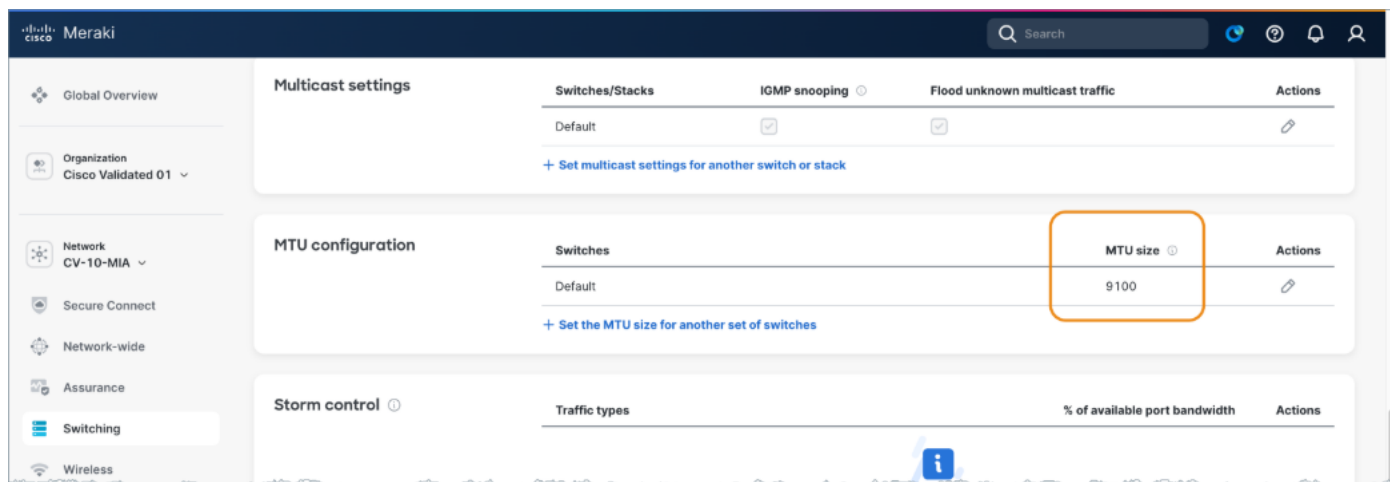 cisco Meraki
Search
Global Overview
Organization
Cisco Validated 01
Network
CV-10-MIA
Secure Connect
Network-wide
Assurance
Switching
Wireless
Multicast settings
Switches/Stacks IGMP snooping Flood unknown multicast traffic Actions
Default
+ Set multicast settings for another switch or stack
MTU configuration
Switches MTU size Actions
Default 9100
+ Set the MTU size for another set of switches
Storm control
Traffic types % of available port bandwidth Actions